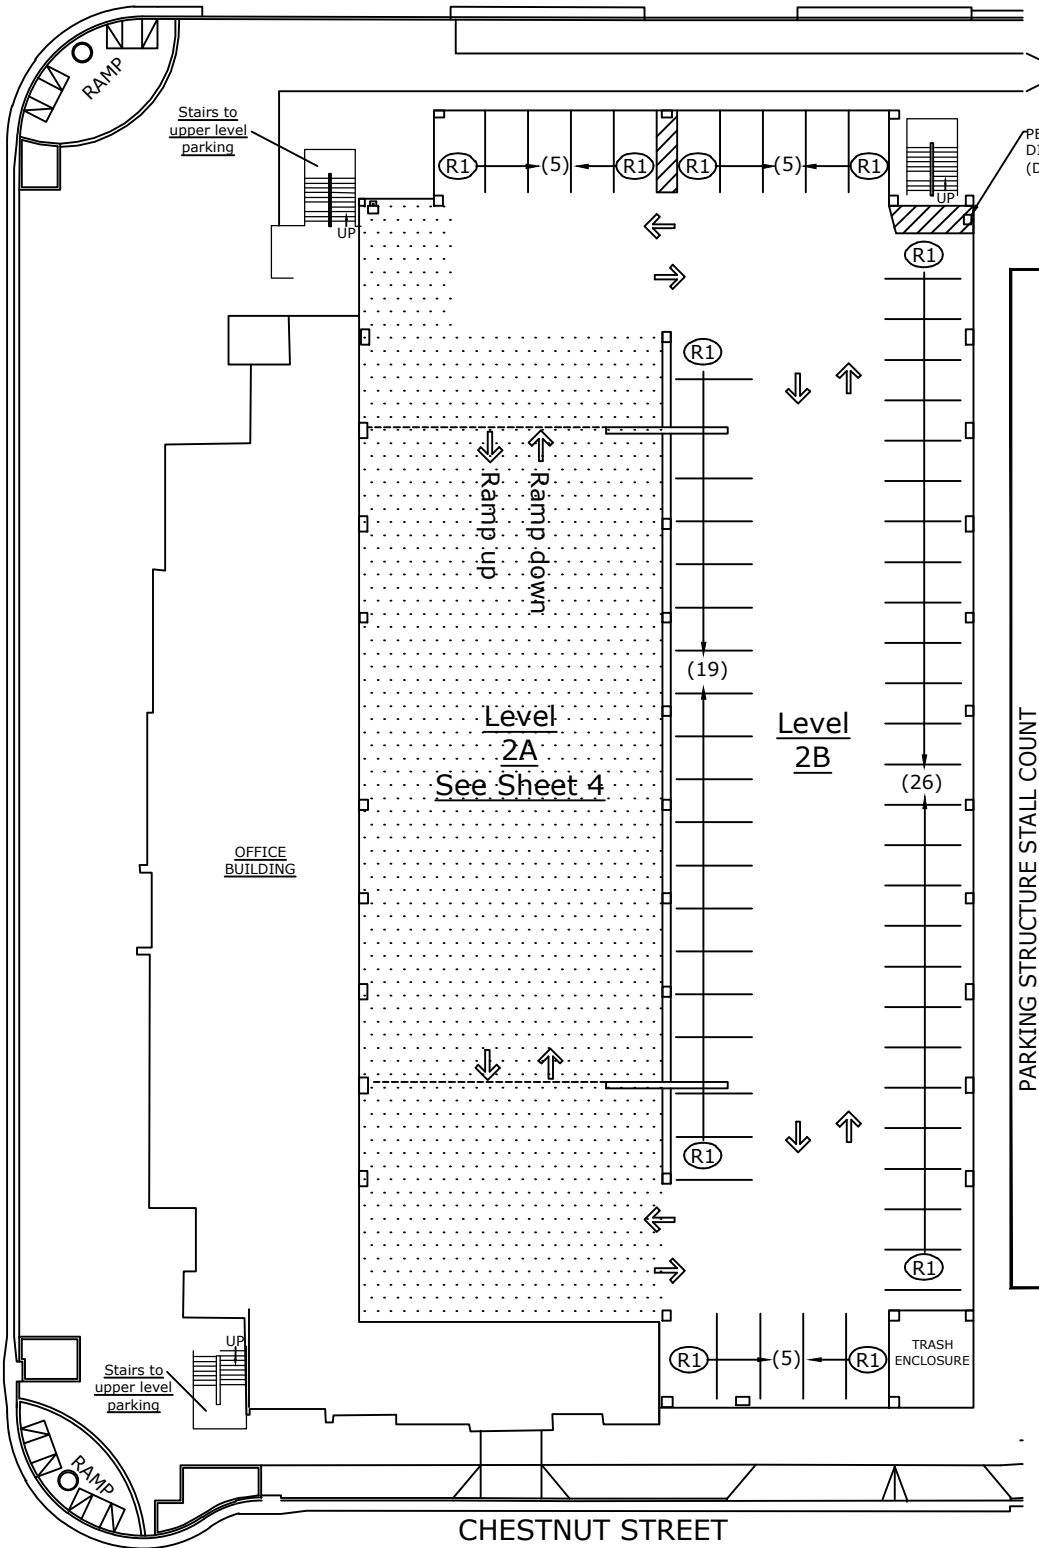 RAMP
Stairs to
upper level
parking
UP
R1 (5) R1 R1 (5) R1
UP
PE
DI
(D
R1
R1
Ramp up
Ramp down
(19)
Level
2A
See Sheet 4
Level
2B
(26)
OFFICE
BUILDING
PARKING STRUCTURE STALL COUNT
R1
R1
UP
Stairs to
upper level
parking
R1 (5) R1
TRASH
ENCLOSURE
RAMP
CHESTNUT STREET